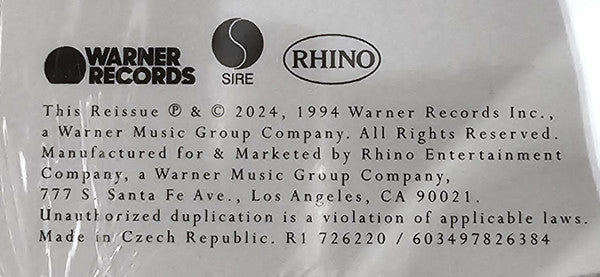 WARNER
RECORDS
SIRE
RHINO
This Reissue ℗ & © 2024, 1994 Warner Records Inc.,
a Warner Music Group Company. All Rights Reserved.
Manufactured for & Marketed by Rhino Entertainment
Company, a Warner Music Group Company,
777 S. Santa Fe Ave., Los Angeles, CA 90021.
Unauthorized duplication is a violation of applicable laws.
Made in Czech Republic. R1 726220 / 603497826384